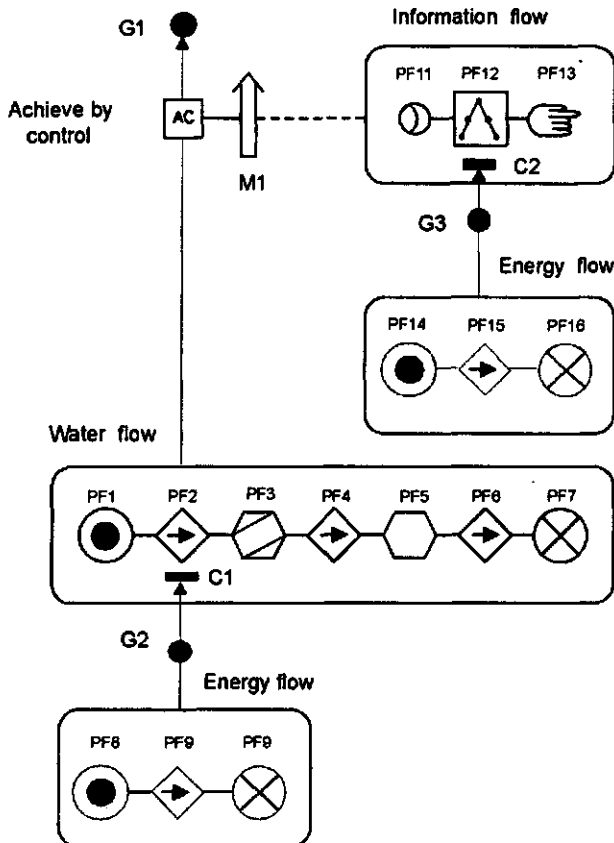 G1
Information flow
PF11 PF12 PF13
Achieve by
control
AC
M1
C2
G3
Energy flow
PF14 PF15 PF16
Water flow
PF1 PF2 PF3 PF4 PF5 PF6 PF7
C1
G2
Energy flow
PF8 PF9 PF9